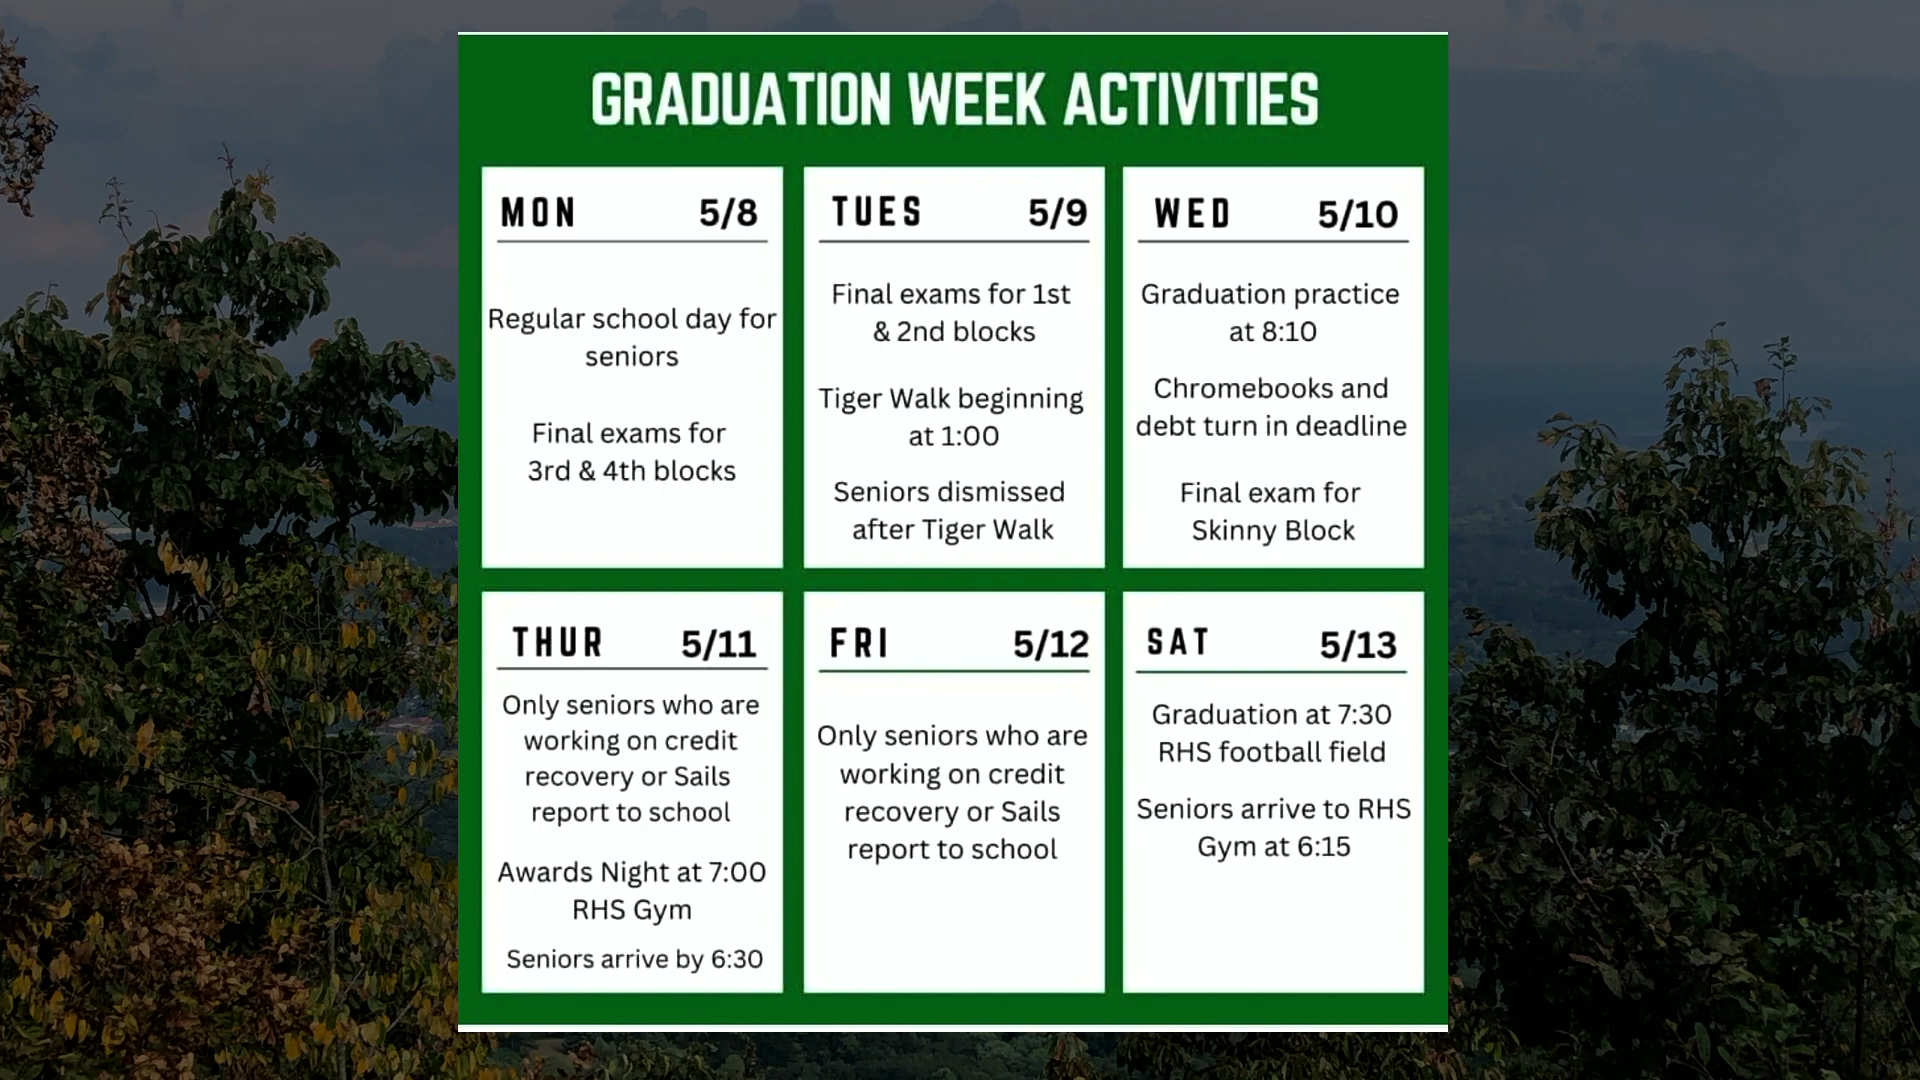 GRADUATION WEEK ACTIVITIES
MON 5/8
Regular school day for
seniors
Final exams for
3rd & 4th blocks
TUES 5/9
Final exams for 1st
& 2nd blocks
Tiger Walk beginning
at 1:00
Seniors dismissed
after Tiger Walk
WED 5/10
Graduation practice
at 8:10
Chromebooks and
debt turn in deadline
Final exam for
Skinny Block
THUR 5/11
Only seniors who are
working on credit
recovery or Sails
report to school
Awards Night at 7:00
RHS Gym
Seniors arrive by 6:30
FRI 5/12
Only seniors who are
working on credit
recovery or Sails
report to school
SAT 5/13
Graduation at 7:30
RHS football field
Seniors arrive to RHS
Gym at 6:15